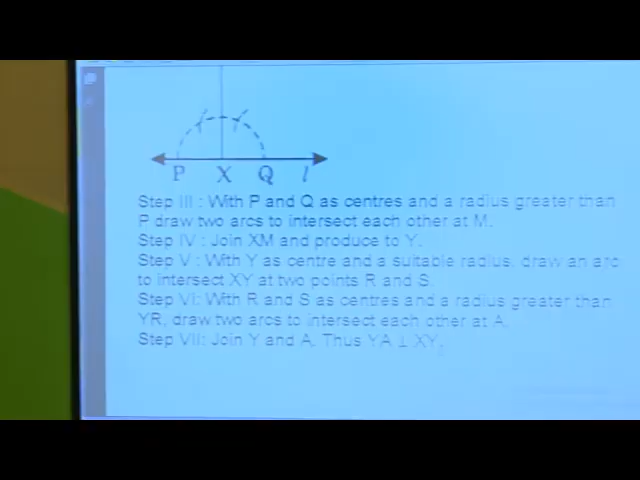 P X Q l
Step III : With P and Q as centres and a radius greater than
P draw two arcs to intersect each other at M.
Step IV : Join XM and produce to Y.
Step V : With Y as centre and a suitable radius, draw an arc
to intersect XY at two points R and S.
Step VI: With R and S as centres and a radius greater than
YR, draw two arcs to intersect each other at A.
Step VII: Join Y and A. Thus YA ⊥ XY.